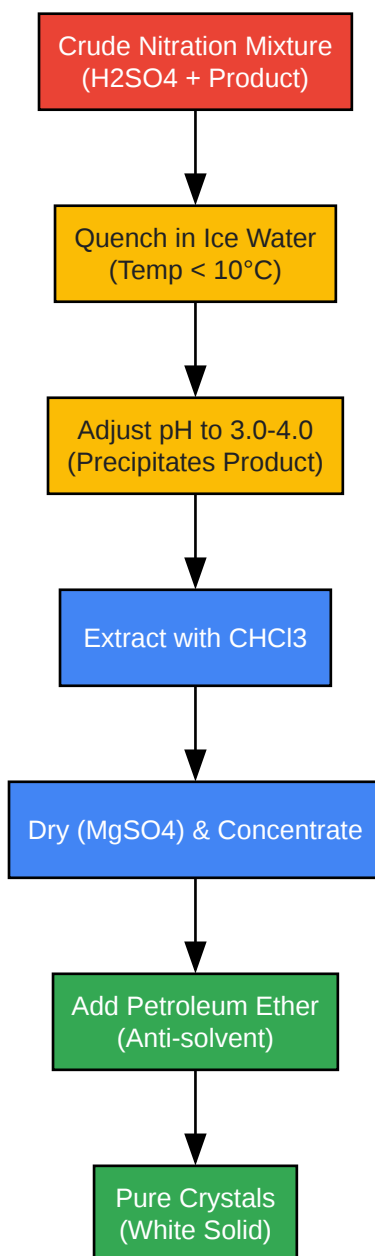 Crude Nitration Mixture
(H2SO4 + Product)
Quench in Ice Water
(Temp < 10°C)
Adjust pH to 3.0-4.0
(Precipitates Product)
Extract with CHCl3
Dry (MgSO4) & Concentrate
Add Petroleum Ether
(Anti-solvent)
Pure Crystals
(White Solid)